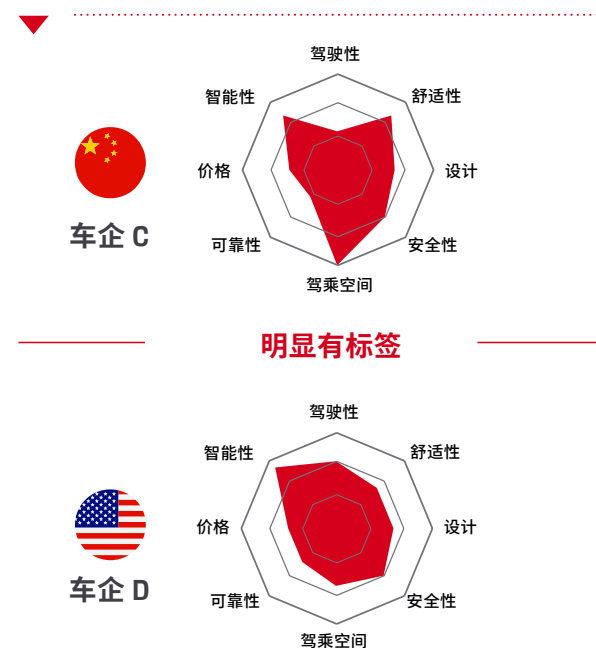 驾驶性
智能性
舒适性
价格
设计
车企 C
可靠性
安全性
驾乘空间
明显有标签
驾驶性
智能性
舒适性
价格
设计
车企 D
可靠性
安全性
驾乘空间